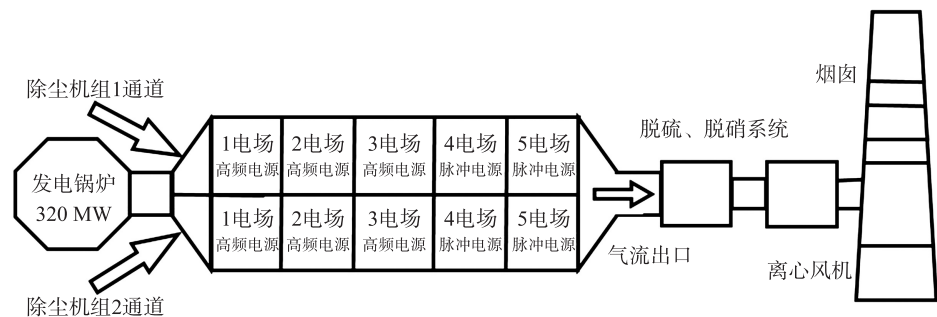 烟囱
除尘机组1通道
脱硫、脱硝系统
1电场 2电场 3电场 4电场 5电场
高频电源 高频电源 高频电源 脉冲电源 脉冲电源
发电锅炉
320 MW
1电场 2电场 3电场 4电场 5电场
高频电源 高频电源 高频电源 脉冲电源 脉冲电源
气流出口
离心风机
除尘机组2通道